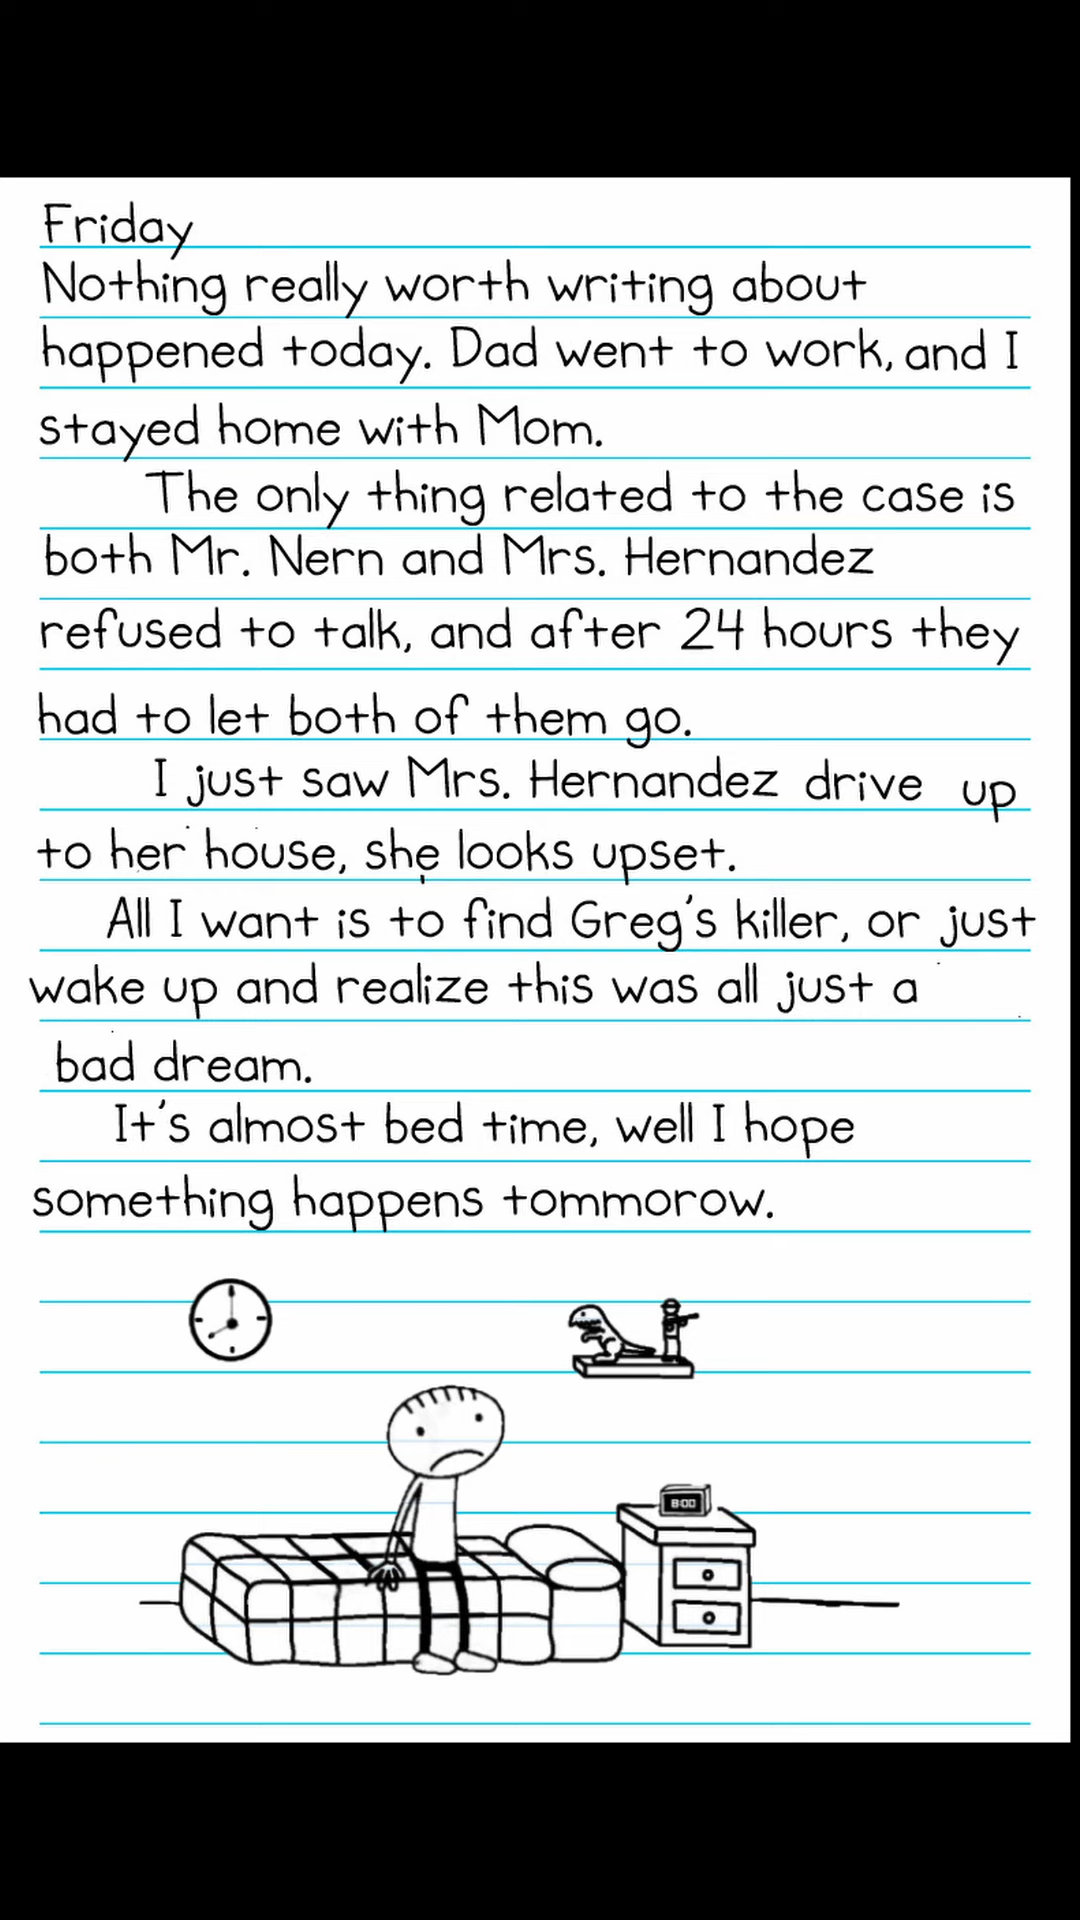 Friday
Nothing really worth writing about
happened today. Dad went to work, and I
stayed home with Mom.
The only thing related to the case is
both Mr. Nern and Mrs. Hernandez
refused to talk, and after 24 hours they
had to let both of them go.
I just saw Mrs. Hernandez drive up
to her house, she looks upset.
All I want is to find Greg's killer, or just
wake up and realize this was all just a
bad dream.
It's almost bed time, well I hope
something happens tommorow.
8:00